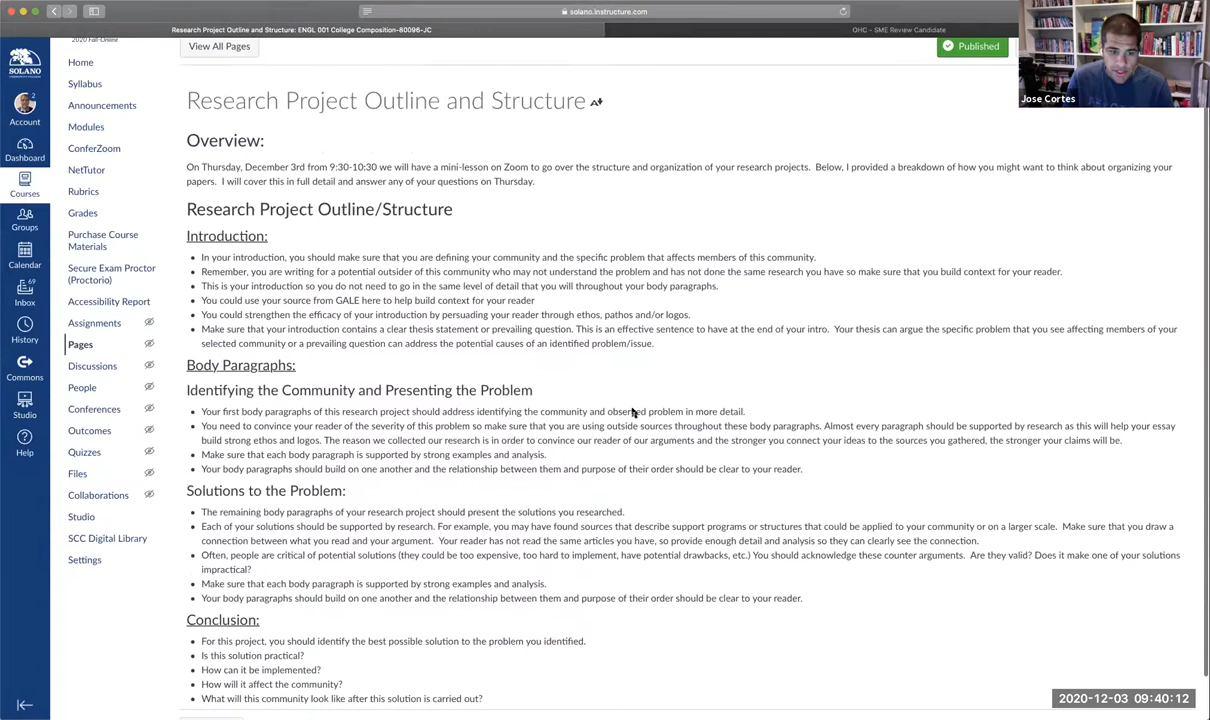 solano.instructure.com
Research Project Outline and Structure: ENGL 001 College Composition-80096-JC
OHC - SME Review Candidate
2020 Fall-Online
View All Pages
Published
Jose Cortes
SOLANO
COMMUNITY COLLEGE
2
Account
Dashboard
Courses
Groups
Calendar
69
Inbox
History
Commons
Studio
Help
Home
Syllabus
Announcements
Modules
ConferZoom
NetTutor
Rubrics
Grades
Purchase Course
Materials
Secure Exam Proctor
(Proctorio)
Accessibility Report
Assignments
Pages
Discussions
People
Conferences
Outcomes
Quizzes
Files
Collaborations
Studio
SCC Digital Library
Settings
Research Project Outline and Structure
Overview:
On Thursday, December 3rd from 9:30-10:30 we will have a mini-lesson on Zoom to go over the structure and organization of your research projects. Below, I provided a breakdown of how you might want to think about organizing your
papers. I will cover this in full detail and answer any of your questions on Thursday.
Research Project Outline/Structure
Introduction:
In your introduction, you should make sure that you are defining your community and the specific problem that affects members of this community.
Remember, you are writing for a potential outsider of this community who may not understand the problem and has not done the same research you have so make sure that you build context for your reader.
This is your introduction so you do not need to go in the same level of detail that you will throughout your body paragraphs.
You could use your source from GALE here to help build context for your reader
You could strengthen the efficacy of your introduction by persuading your reader through ethos, pathos and/or logos.
Make sure that your introduction contains a clear thesis statement or prevailing question. This is an effective sentence to have at the end of your intro. Your thesis can argue the specific problem that you see affecting members of your
selected community or a prevailing question can address the potential causes of an identified problem/issue.
Body Paragraphs:
Identifying the Community and Presenting the Problem
Your first body paragraphs of this research project should address identifying the community and observed problem in more detail.
You need to convince your reader of the severity of this problem so make sure that you are using outside sources throughout these body paragraphs. Almost every paragraph should be supported by research as this will help your essay
build strong ethos and logos. The reason we collected our research is in order to convince our reader of our arguments and the stronger you connect your ideas to the sources you gathered, the stronger your claims will be.
Make sure that each body paragraph is supported by strong examples and analysis.
Your body paragraphs should build on one another and the relationship between them and purpose of their order should be clear to your reader.
Solutions to the Problem:
The remaining body paragraphs of your research project should present the solutions you researched.
Each of your solutions should be supported by research. For example, you may have found sources that describe support programs or structures that could be applied to your community or on a larger scale. Make sure that you draw a
connection between what you read and your argument. Your reader has not read the same articles you have, so provide enough detail and analysis so they can clearly see the connection.
Often, people are critical of potential solutions (they could be too expensive, too hard to implement, have potential drawbacks, etc.) You should acknowledge these counter arguments. Are they valid? Does it make one of your solutions
impractical?
Make sure that each body paragraph is supported by strong examples and analysis.
Your body paragraphs should build on one another and the relationship between them and purpose of their order should be clear to your reader.
Conclusion:
For this project, you should identify the best possible solution to the problem you identified.
Is this solution practical?
How can it be implemented?
How will it affect the community?
What will this community look like after this solution is carried out?
2020-12-03 09:40:12